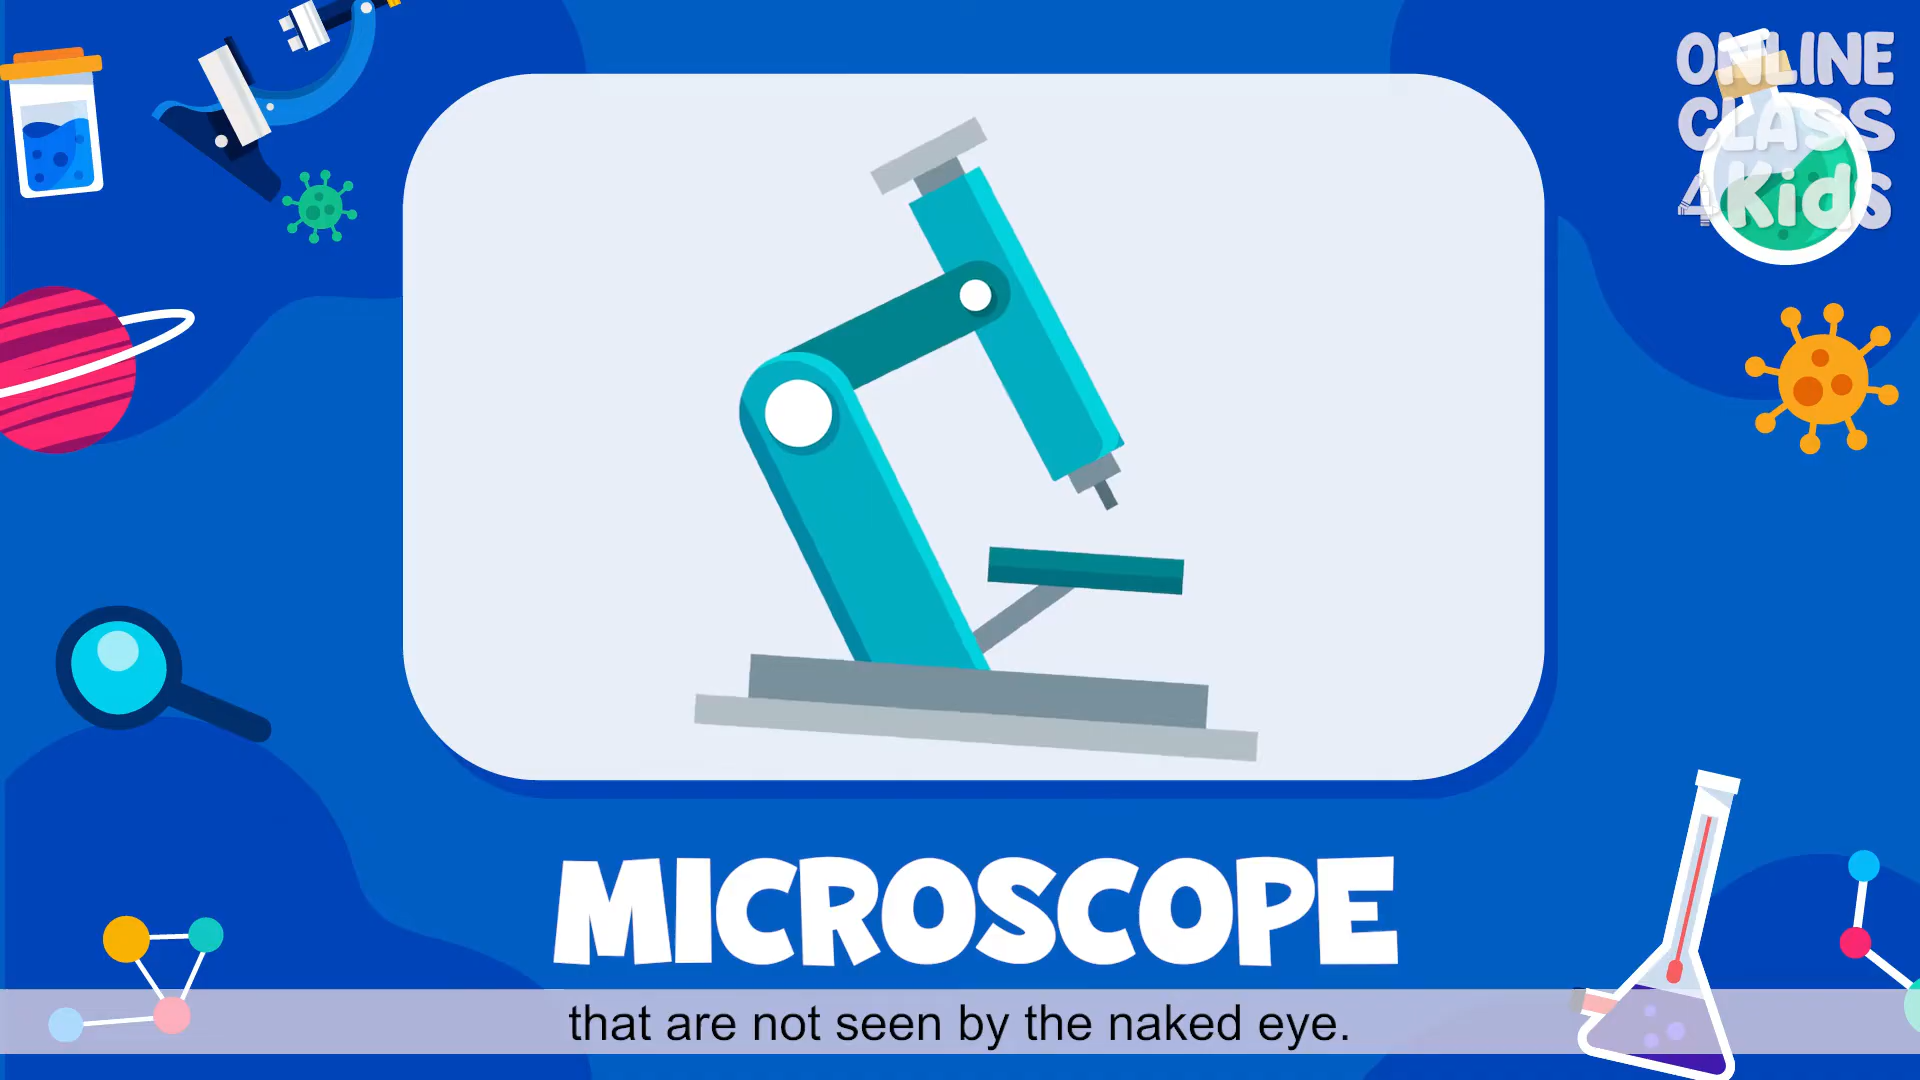 ONLINE
CLASS
4Kids
MICROSCOPE
that are not seen by the naked eye.